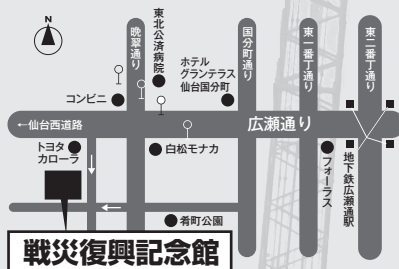 N
晩翠通り
東北公済病院
国分町通り
東一番丁通り
東二番丁通り
コンビニ
ホテル
グランテラス
仙台国分町
←仙台西道路
広瀬通り
トヨタ
カローラ
白松モナカ
フォーラス
地下鉄広瀬通駅
肴町公園
戦災復興記念館